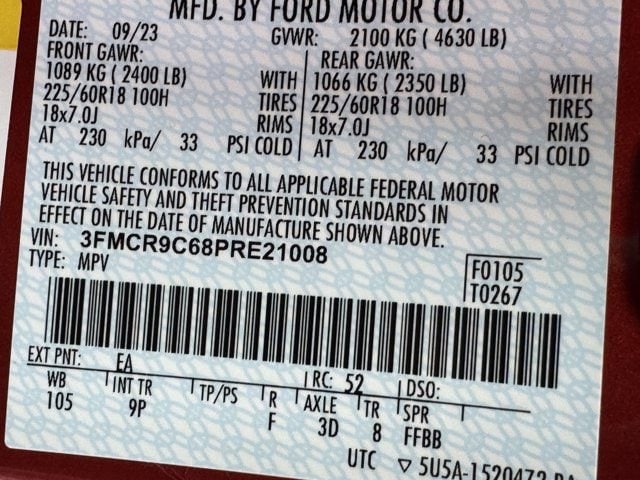 MFD. BY FORD MOTOR CO.
DATE: 09/23 GVWR: 2100 KG ( 4630 LB)
FRONT GAWR: REAR GAWR:
1089 KG ( 2400 LB) WITH 1066 KG ( 2350 LB) WITH
225/60R18 100H TIRES 225/60R18 100H TIRES
18x7.0J RIMS 18x7.0J RIMS
AT 230 kPa/ 33 PSI COLD AT 230 kPa/ 33 PSI COLD
THIS VEHICLE CONFORMS TO ALL APPLICABLE FEDERAL MOTOR
VEHICLE SAFETY AND THEFT PREVENTION STANDARDS IN
EFFECT ON THE DATE OF MANUFACTURE SHOWN ABOVE.
VIN: 3FMCR9C68PRE21008
TYPE: MPV
F0105
T0267
EXT PNT: EA RC: 52 DSO:
WB INT TR TP/PS R AXLE TR SPR
105 9P F 3D 8 FFBB
UTC ▽ 5U5A-1520472